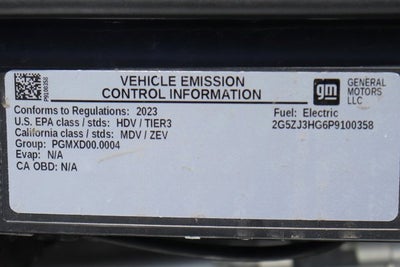 P9100358
VEHICLE EMISSION
CONTROL INFORMATION
gm
GENERAL
MOTORS
LLC
Conforms to Regulations: 2023
U.S. EPA class / stds: HDV / TIER3
California class / stds: MDV / ZEV
Group: PGMXD00.0004
Evap: N/A
CA OBD: N/A
Fuel: Electric
2G5ZJ3HG6P9100358